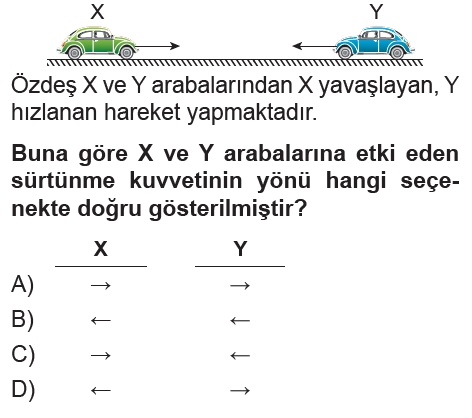 X Y
Özdeş X ve Y arabalarından X yavaşlayan, Y
hızlanan hareket yapmaktadır.
Buna göre X ve Y arabalarına etki eden
sürtünme kuvvetinin yönü hangi seçe-
nekte doğru gösterilmiştir?
X Y
A) → →
B) ← ←
C) → ←
D) ← →